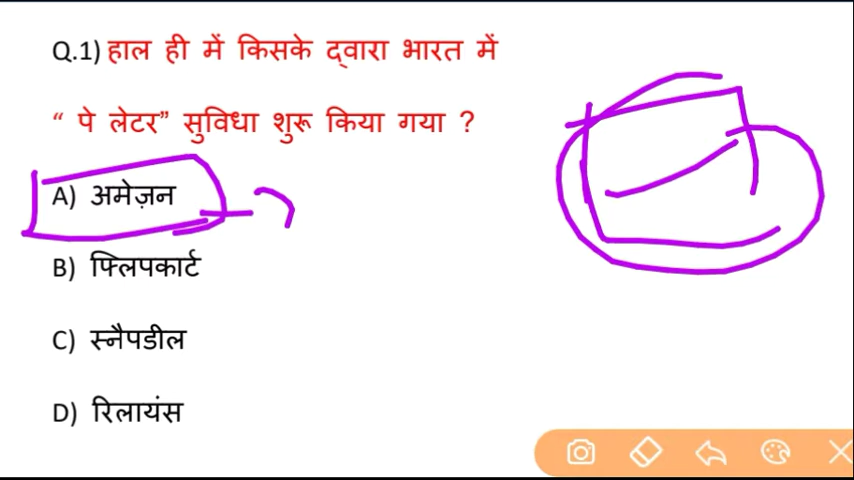 Q.1) हाल ही में किसके द्वारा भारत में
“ पे लेटर” सुविधा शुरू किया गया ?
A) अमेज़न
B) फ्लिपकार्ट
C) स्नैपडील
D) रिलायंस